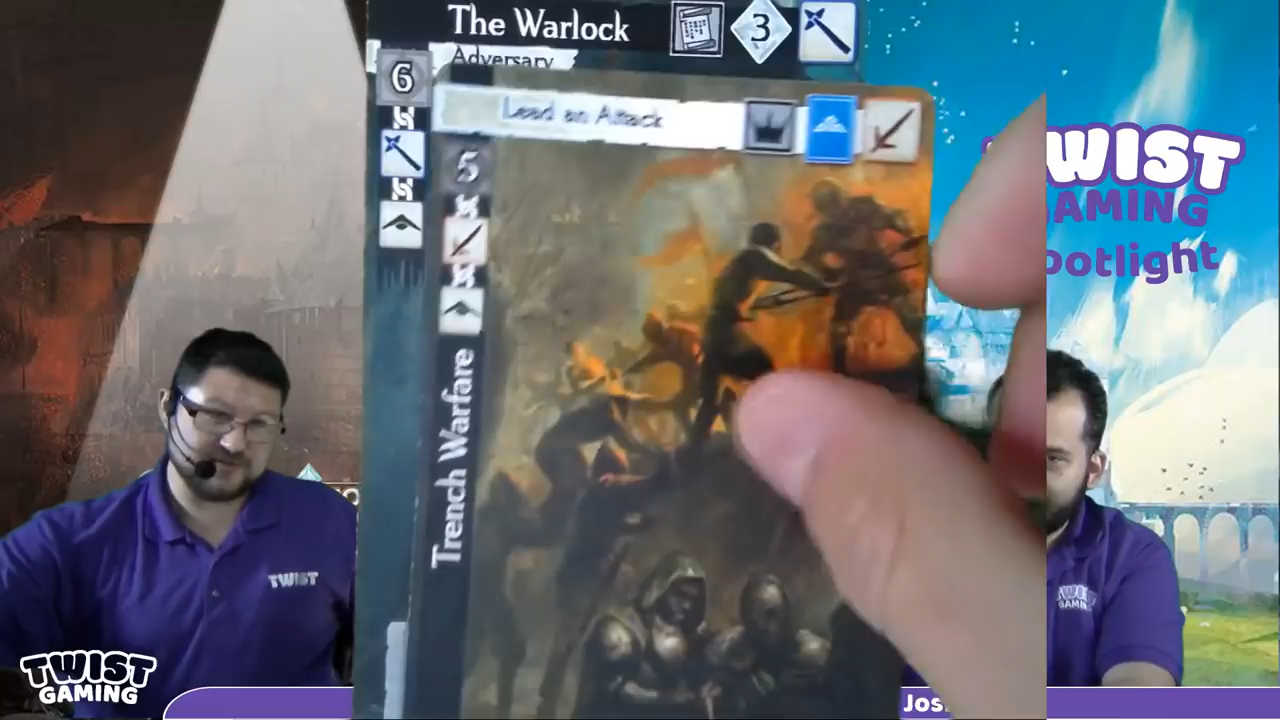 The Warlock
3
Adversary
6
Lead an Attack
5
Trench Warfare
TWIST
GAMING
Spotlight
TWIST
TWIST
GAMING
TWIST
GAMING
Jos